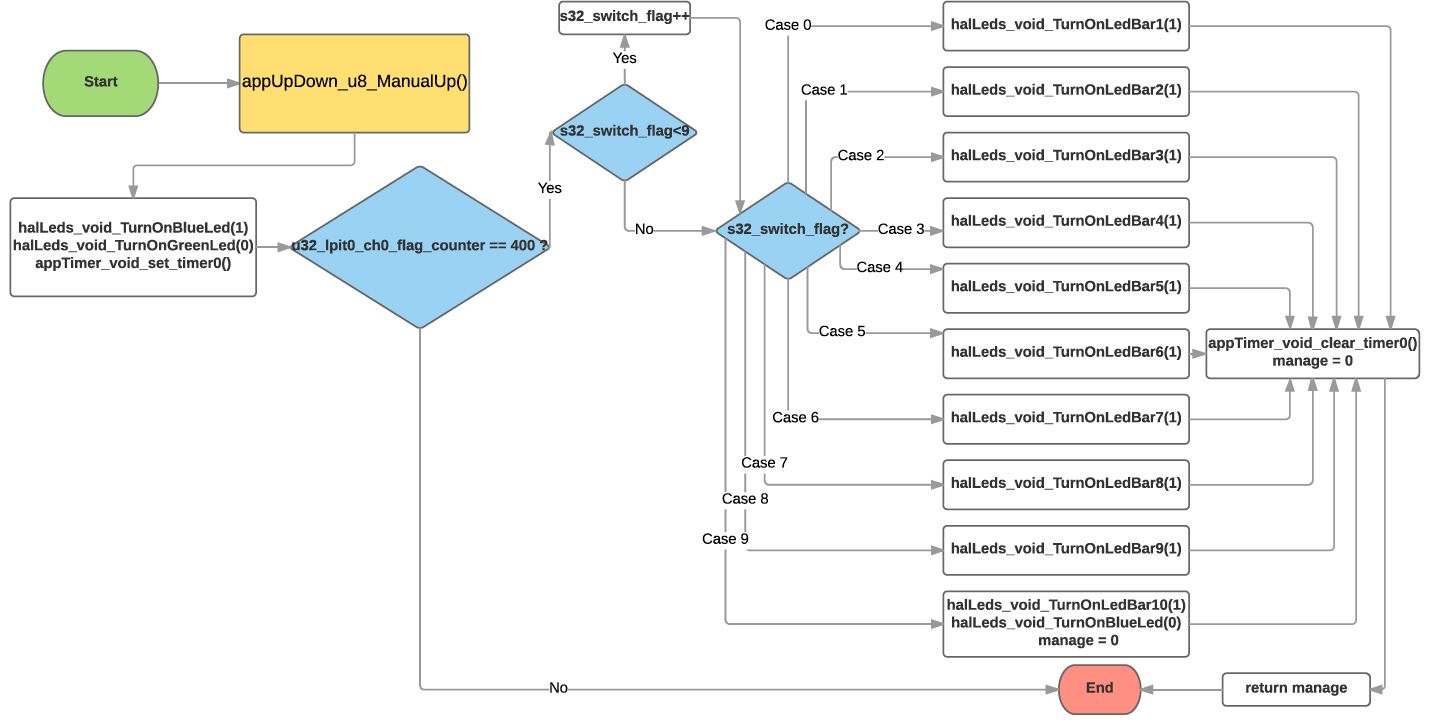 Start
appUpDown_u8_ManualUp()
halLeds_void_TurnOnBlueLed(1)
halLeds_void_TurnOnGreenLed(0)
appTimer_void_set_timer0()
u32_lpit0_ch0_flag_counter == 400 ?
Yes
No
s32_switch_flag<9
Yes
No
s32_switch_flag++
s32_switch_flag?
Case 0
Case 1
Case 2
Case 3
Case 4
Case 5
Case 6
Case 7
Case 8
Case 9
halLeds_void_TurnOnLedBar1(1)
halLeds_void_TurnOnLedBar2(1)
halLeds_void_TurnOnLedBar3(1)
halLeds_void_TurnOnLedBar4(1)
halLeds_void_TurnOnLedBar5(1)
halLeds_void_TurnOnLedBar6(1)
halLeds_void_TurnOnLedBar7(1)
halLeds_void_TurnOnLedBar8(1)
halLeds_void_TurnOnLedBar9(1)
halLeds_void_TurnOnLedBar10(1)
halLeds_void_TurnOnBlueLed(0)
manage = 0
appTimer_void_clear_timer0()
manage = 0
return manage
End